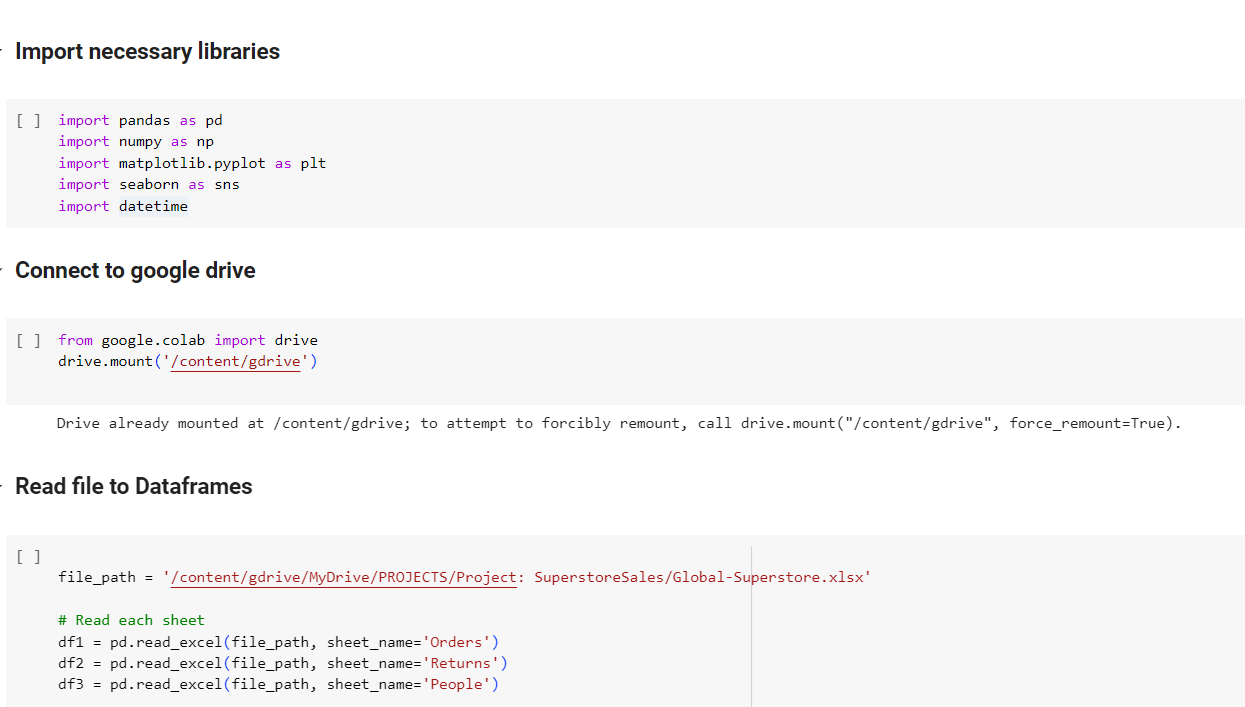 Import necessary libraries
[ ] import pandas as pd
import numpy as np
import matplotlib.pyplot as plt
import seaborn as sns
import datetime
Connect to google drive
[ ] from google.colab import drive
drive.mount('/content/gdrive')
Drive already mounted at /content/gdrive; to attempt to forcibly remount, call drive.mount("/content/gdrive", force_remount=True).
Read file to Dataframes
[ ]
file_path = '/content/gdrive/MyDrive/PROJECTS/Project: SuperstoreSales/Global-Superstore.xlsx'
# Read each sheet
df1 = pd.read_excel(file_path, sheet_name='Orders')
df2 = pd.read_excel(file_path, sheet_name='Returns')
df3 = pd.read_excel(file_path, sheet_name='People')